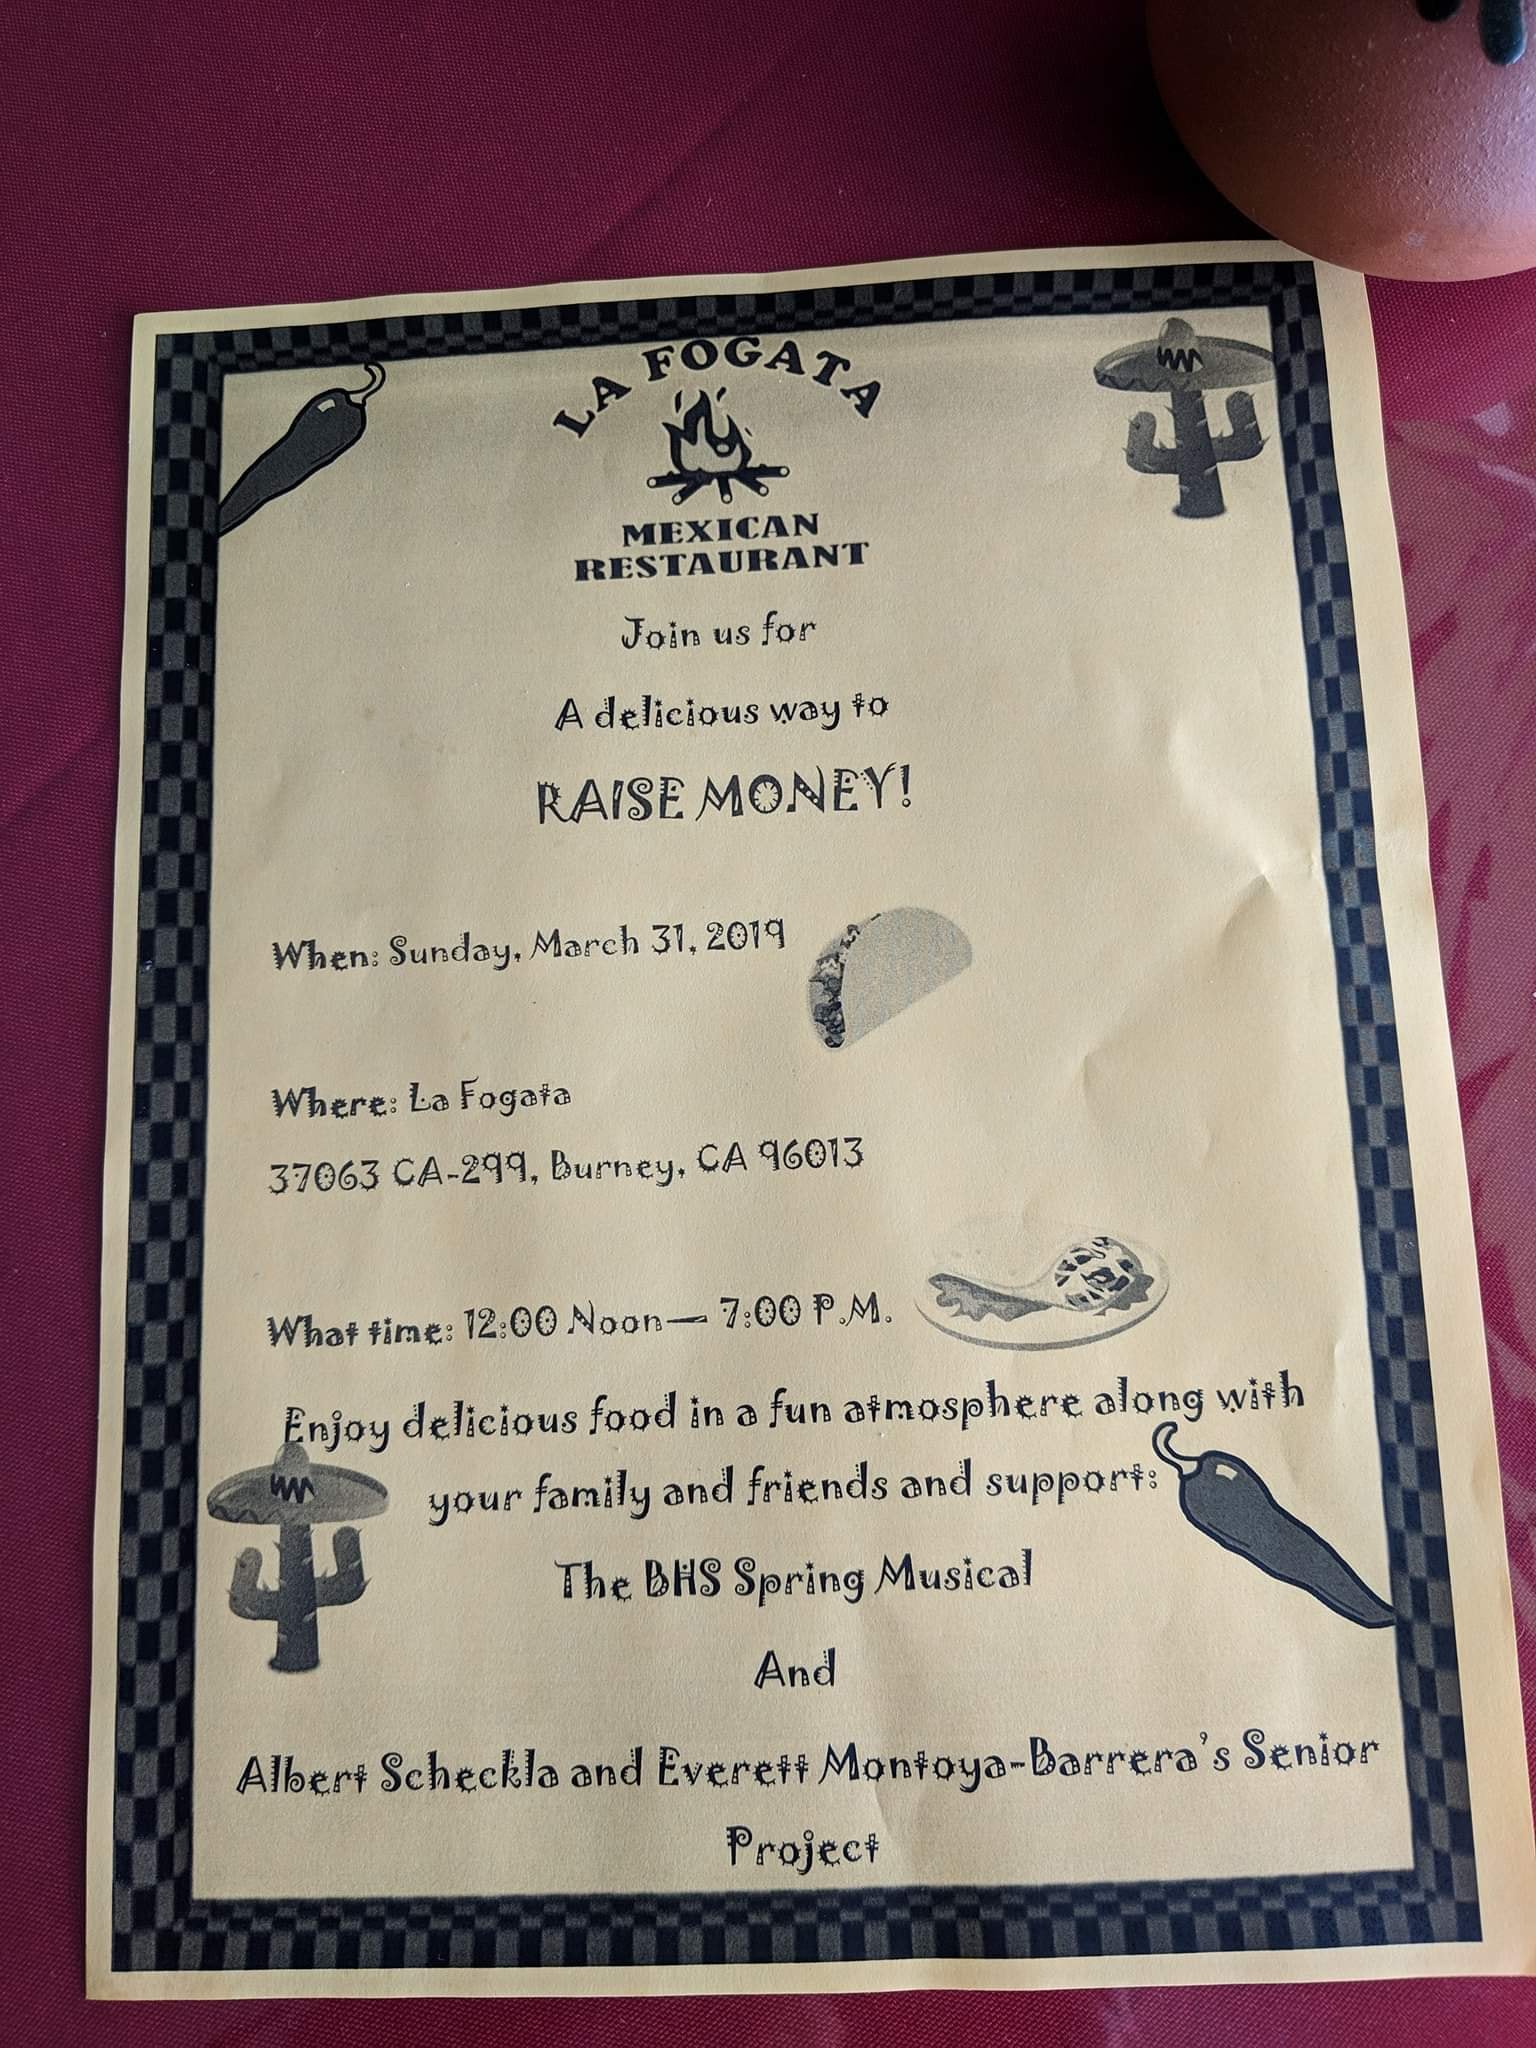 LA FOGATA
MEXICAN
RESTAURANT
Join us for
A delicious way to
RAISE MONEY!
When: Sunday, March 31, 2019
Where: La Fogata
37063 CA-299, Burney, CA 96013
What time: 12:00 Noon— 7:00 P.M.
Enjoy delicious food in a fun atmosphere along with
your family and friends and support:
The BHS Spring Musical
And
Albert Scheckla and Everett Montoya-Barrera's Senior
Project